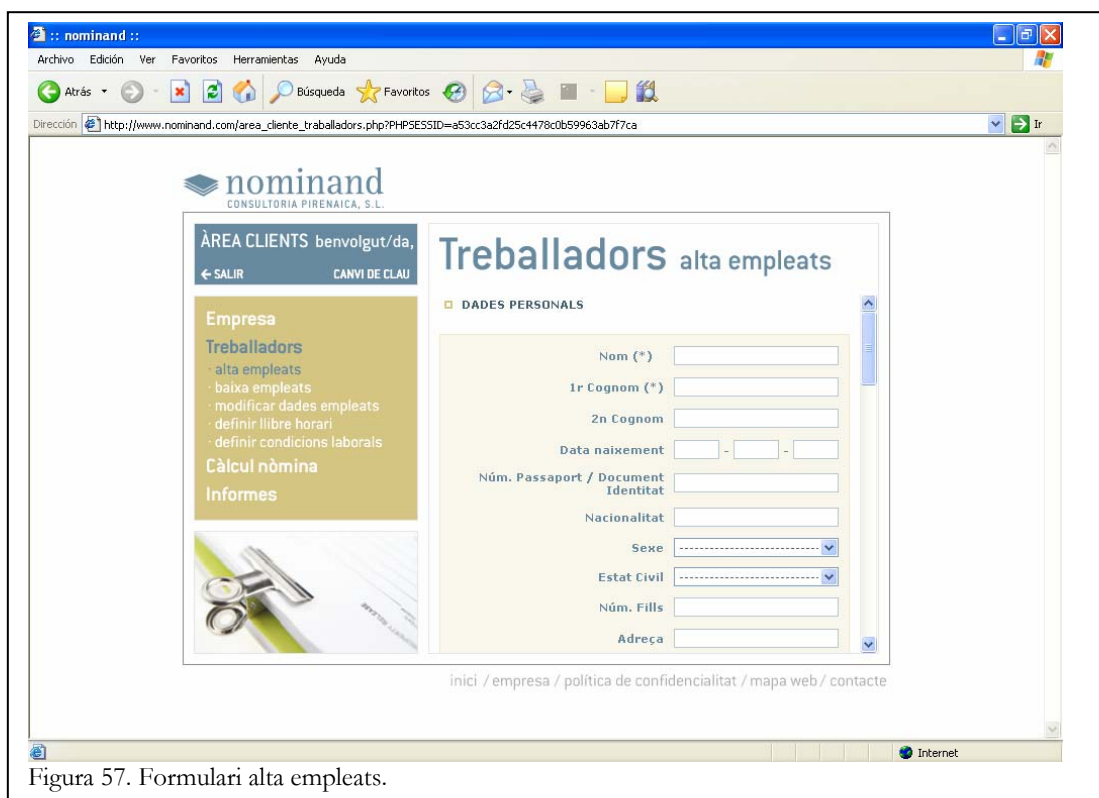 :: nominand ::
Archivo Edición Ver Favoritos Herramientas Ayuda
Atrás Búsqueda Favoritos
Dirección http://www.nominand.com/area_cliente_traballadors.php?PHPSESSID=a53cc3a2fd25c4478c0b59963ab7f7ca Ir
nominand
CONSULTORIA PIRENAICA, S.L.
ÀREA CLIENTS benvolgut/da,
← SALIR CANVI DE CLAU
Empresa
Treballadors
· alta empleats
· baixa empleats
· modificar dades empleats
· definir llibre horari
· definir condicions laborals
Càlcul nòmina
Informes
Treballadors alta empleats
DADES PERSONALS
Nom (*)
1r Cognom (*)
2n Cognom
Data naixement - -
Núm. Passaport / Document
Identitat
Nacionalitat
Sexe
Estat Civil
Núm. Fills
Adreça
inici / empresa / política de confidencialitat / mapa web / contacte
Internet
Figura 57. Formulari alta empleats.